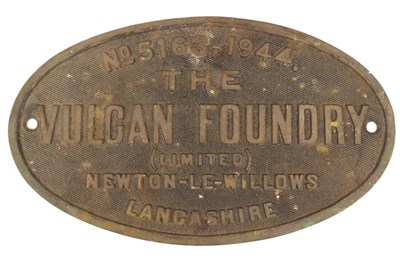 No 5163, 1944.
THE
VULCAN FOUNDRY
(LIMITED)
NEWTON-LE-WILLOWS
LANCASHIRE